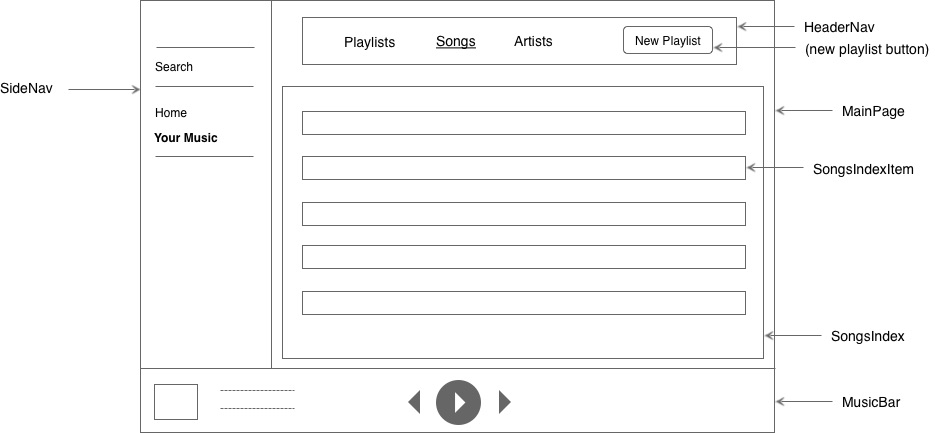 HeaderNav
Playlists Songs Artists New Playlist
(new playlist button)
Search
SideNav
Home
MainPage
Your Music
SongsIndexItem
SongsIndex
MusicBar